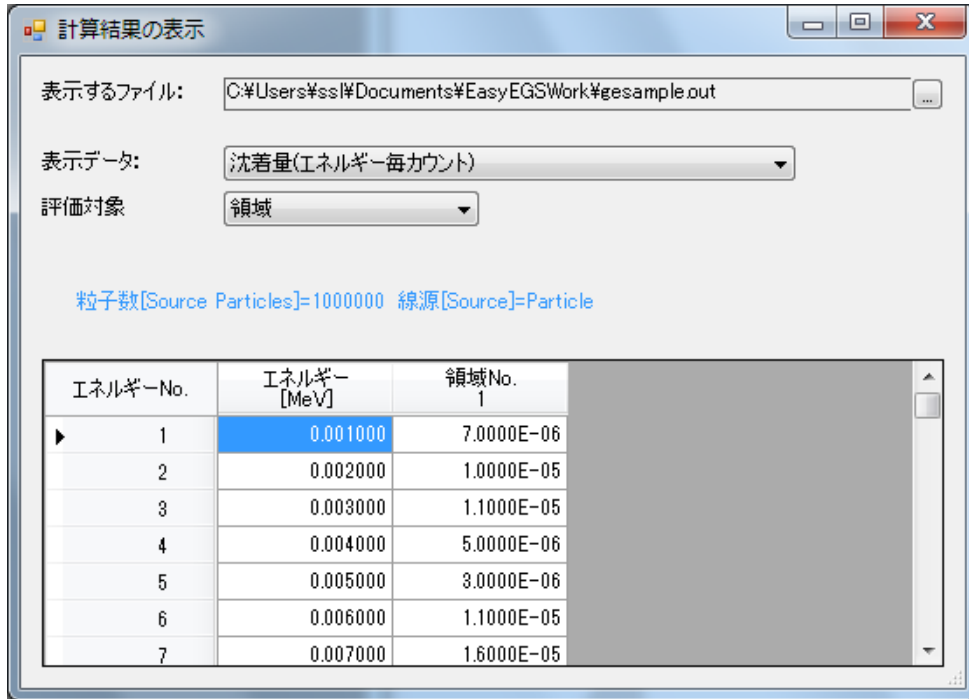 計算結果の表示
表示するファイル: C:¥Users¥ssl¥Documents¥EasyEGSWork¥gesample.out ...
表示データ: 沈着量(エネルギー毎カウント)
評価対象 領域
粒子数[Source Particles]=1000000 線源[Source]=Particle
エネルギーNo. エネルギー [MeV] 領域No. 1
1 0.001000 7.0000E-06
2 0.002000 1.0000E-05
3 0.003000 1.1000E-05
4 0.004000 5.0000E-06
5 0.005000 3.0000E-06
6 0.006000 1.1000E-05
7 0.007000 1.6000E-05